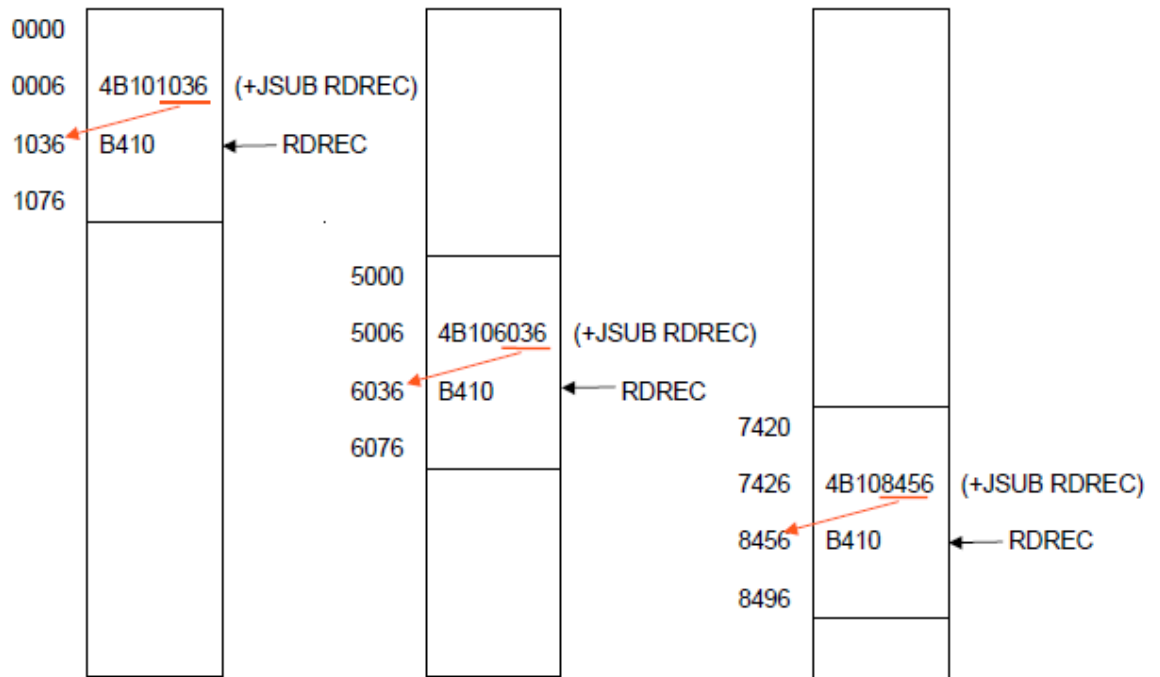 0000
0006 4B101036 (+JSUB RDREC)
1036 B410 RDREC
1076
5000
5006 4B106036 (+JSUB RDREC)
6036 B410 RDREC
6076
7420
7426 4B108456 (+JSUB RDREC)
8456 B410 RDREC
8496